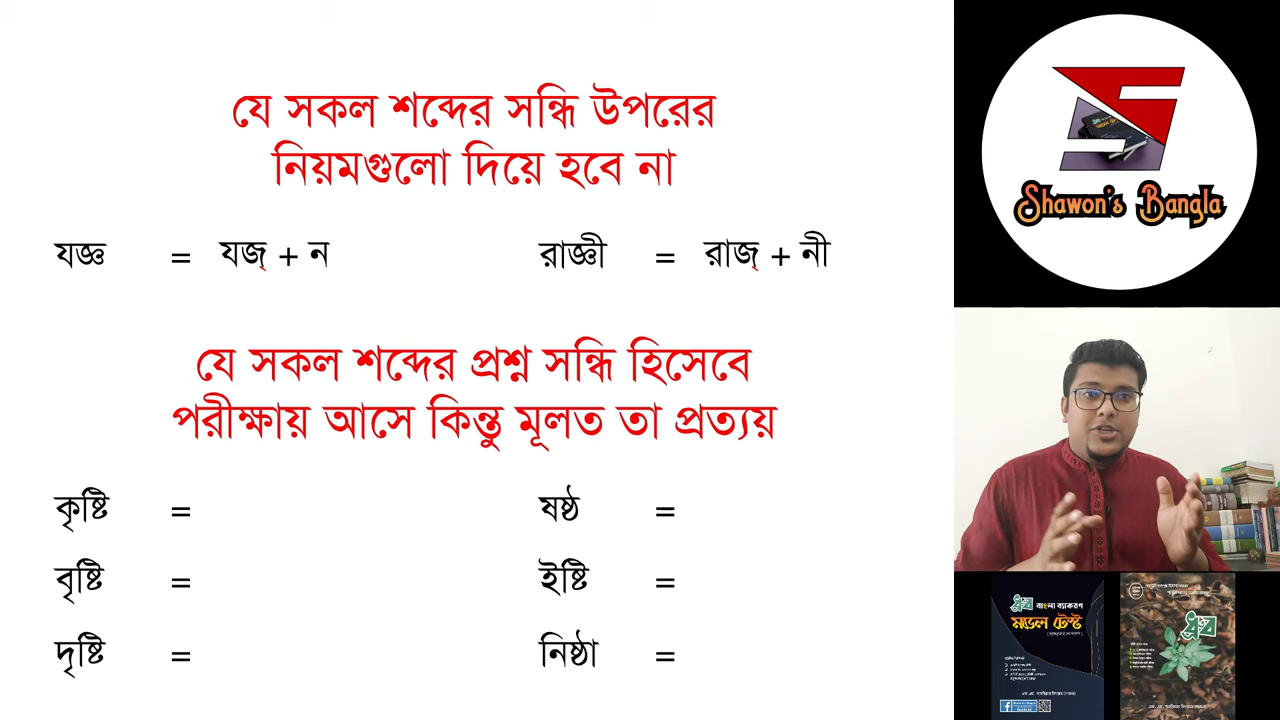 যে সকল শব্দের সন্ধি উপরের
নিয়মগুলো দিয়ে হবে না
যজ্ঞ = যজ্ + ন
রাজ্ঞী = রাজ্ + নী
যে সকল শব্দের প্রশ্ন সন্ধি হিসেবে
পরীক্ষায় আসে কিন্তু মূলত তা প্রত্যয়
কৃষ্টি =
ষষ্ঠ =
বৃষ্টি =
ইষ্টি =
দৃষ্টি =
নিষ্ঠা =
Shawon's Bangla
বাংলা ব্যাকরণ
মডেল টেস্ট